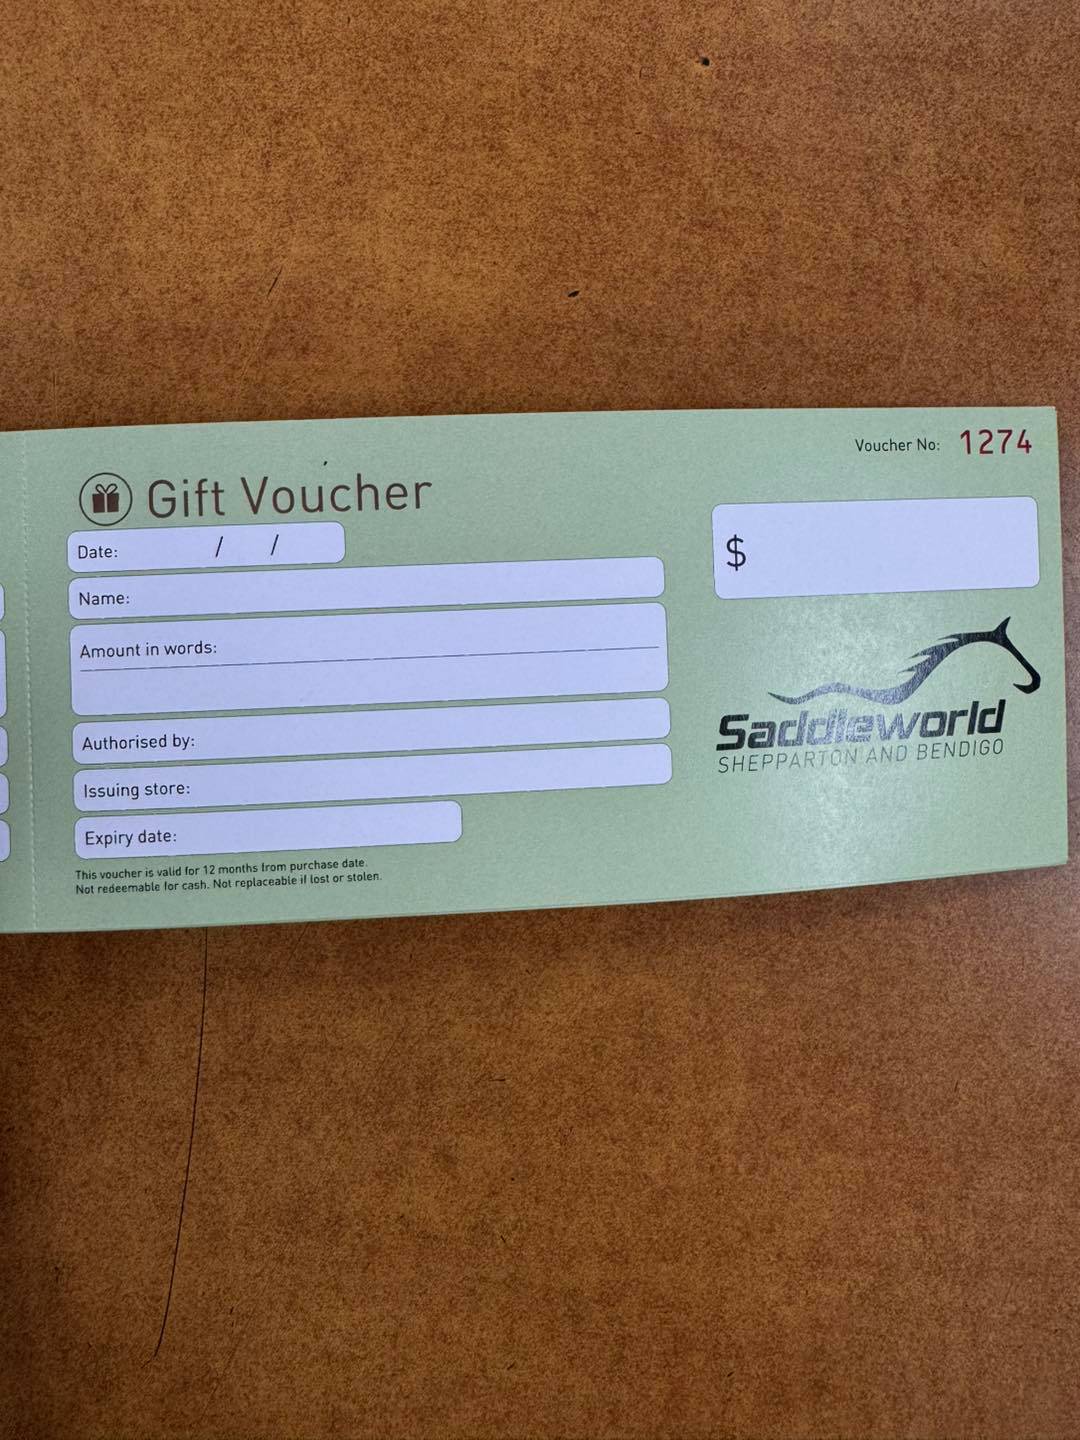 Voucher No: 1274
Gift Voucher
Date: / /
$
Name:
Amount in words:
Authorised by:
Issuing store:
Expiry date:
Saddleworld
SHEPPARTON AND BENDIGO
This voucher is valid for 12 months from purchase date.
Not redeemable for cash. Not replaceable if lost or stolen.